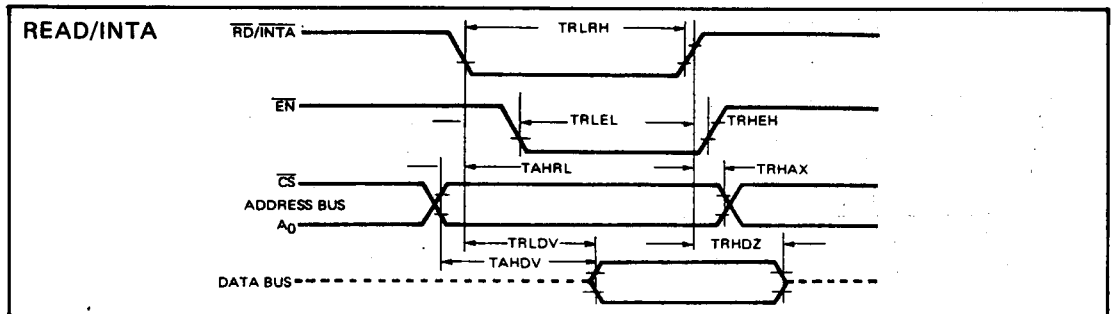 READ/INTA
RD/INTA
TRLRH
EN
TRLEL
TRHEH
TAHRL
TRHAX
CS
ADDRESS BUS
A0
TRLDV
TRHDZ
TAHDV
DATA BUS